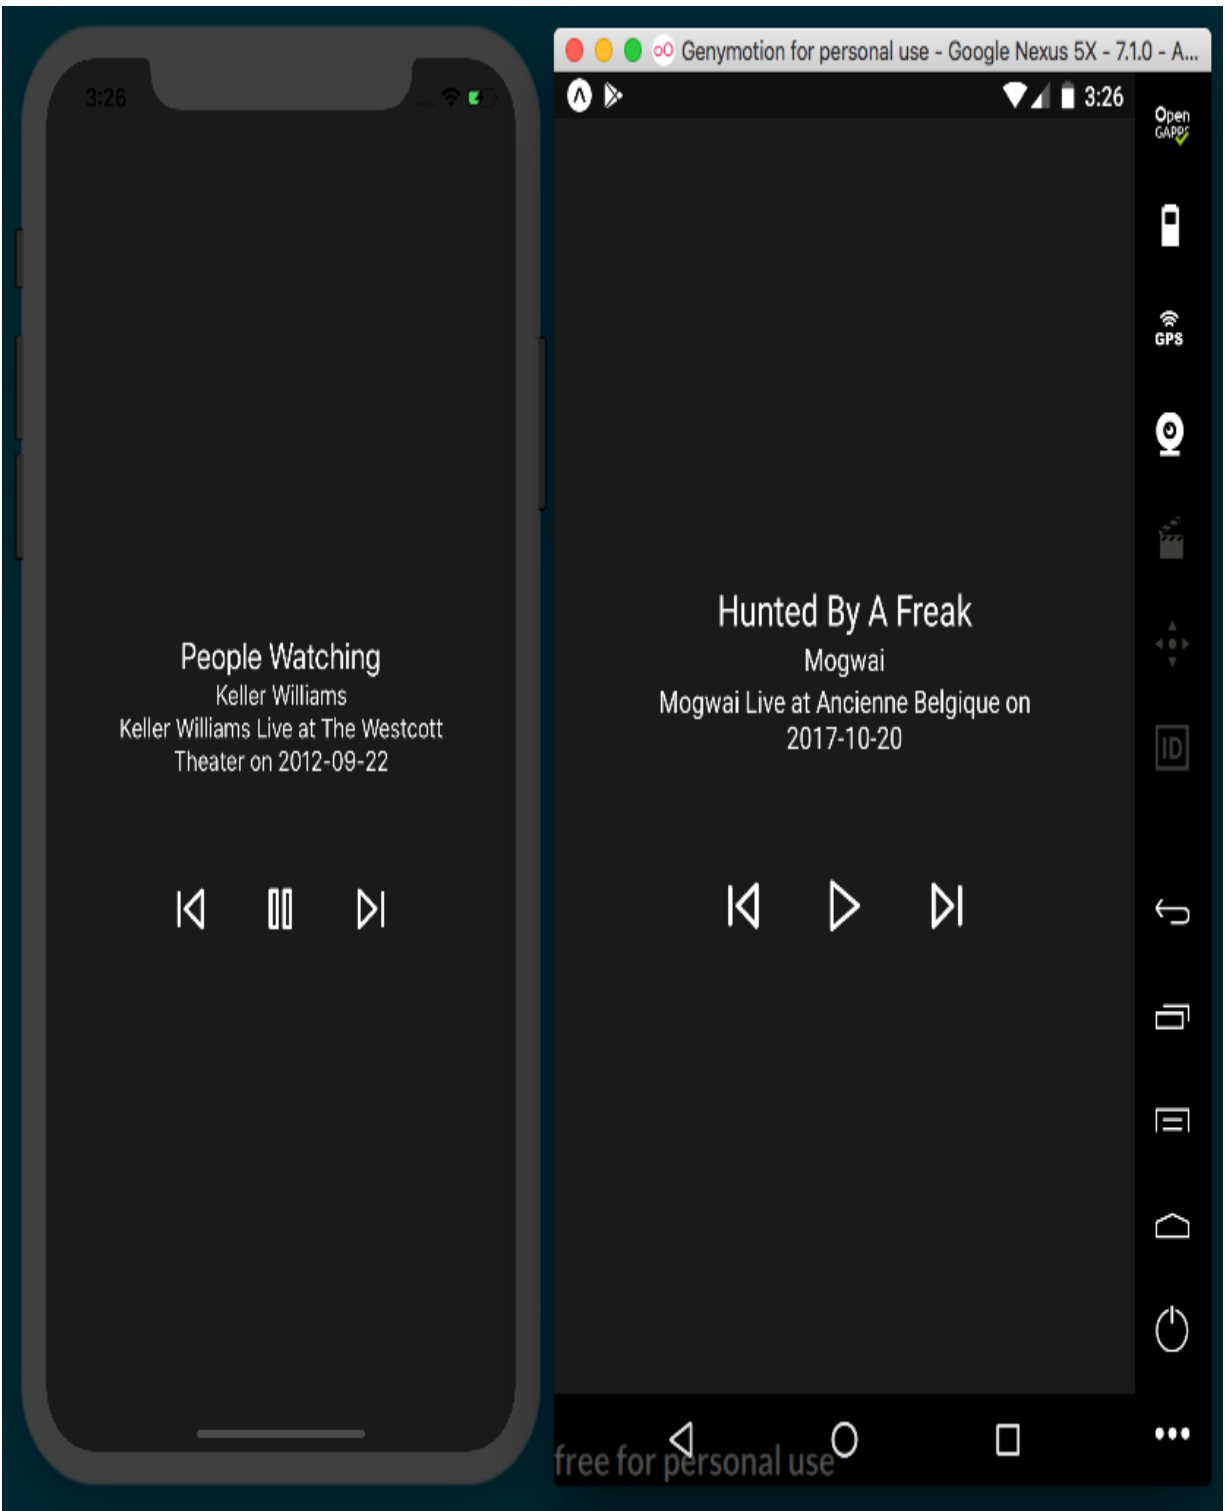 3:26
People Watching
Keller Williams
Keller Williams Live at The Westcott
Theater on 2012-09-22
Genymotion for personal use - Google Nexus 5X - 7.1.0 - A...
3:26
Open
GAPPS
GPS
Hunted By A Freak
Mogwai
Mogwai Live at Ancienne Belgique on
2017-10-20
ID
free for personal use